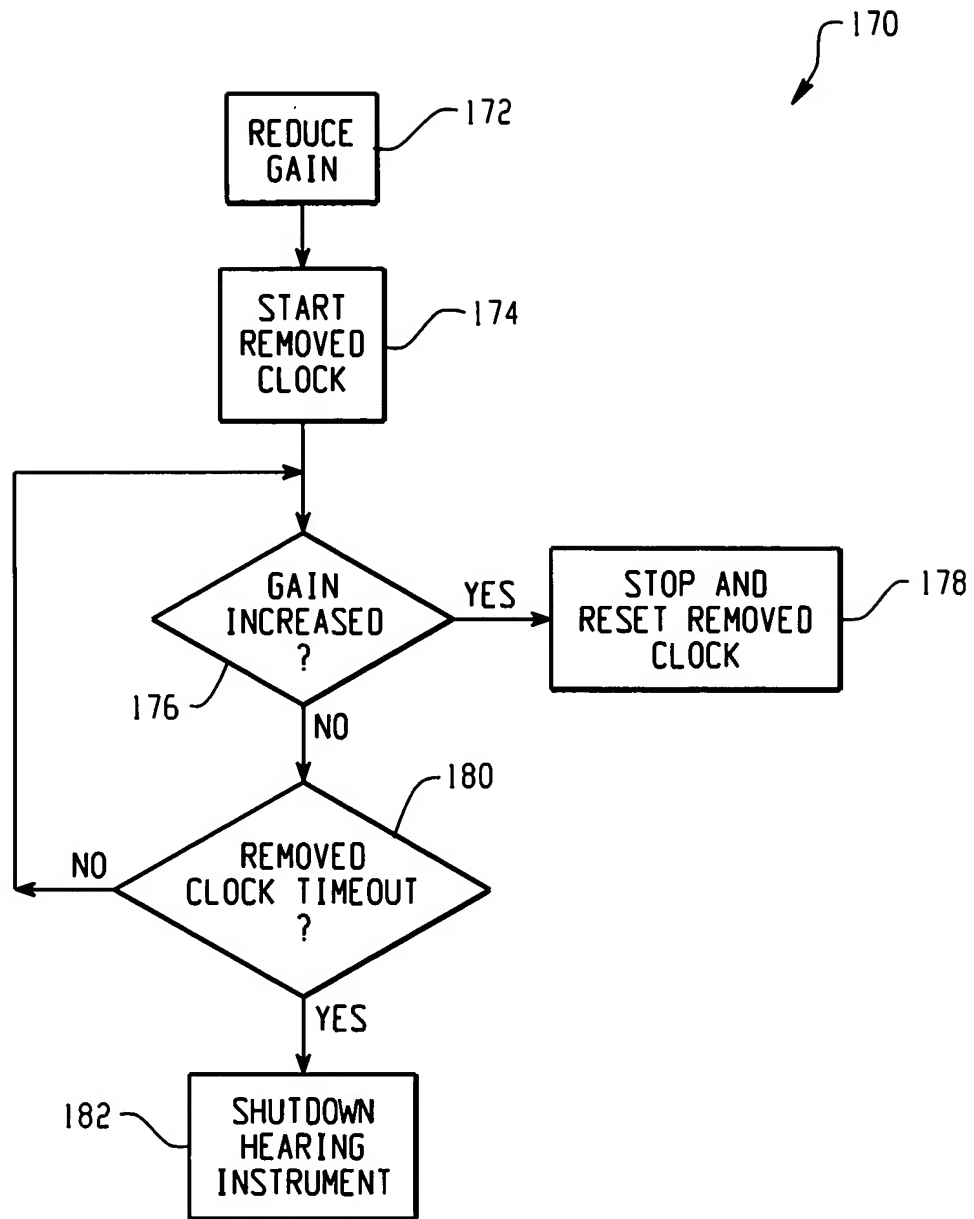 170
REDUCE
GAIN
172
START
REMOVED
CLOCK
174
GAIN
INCREASED
?
176
YES
STOP AND
RESET REMOVED
CLOCK
178
NO
180
REMOVED
CLOCK TIMEOUT
?
NO
YES
182
SHUTDOWN
HEARING
INSTRUMENT